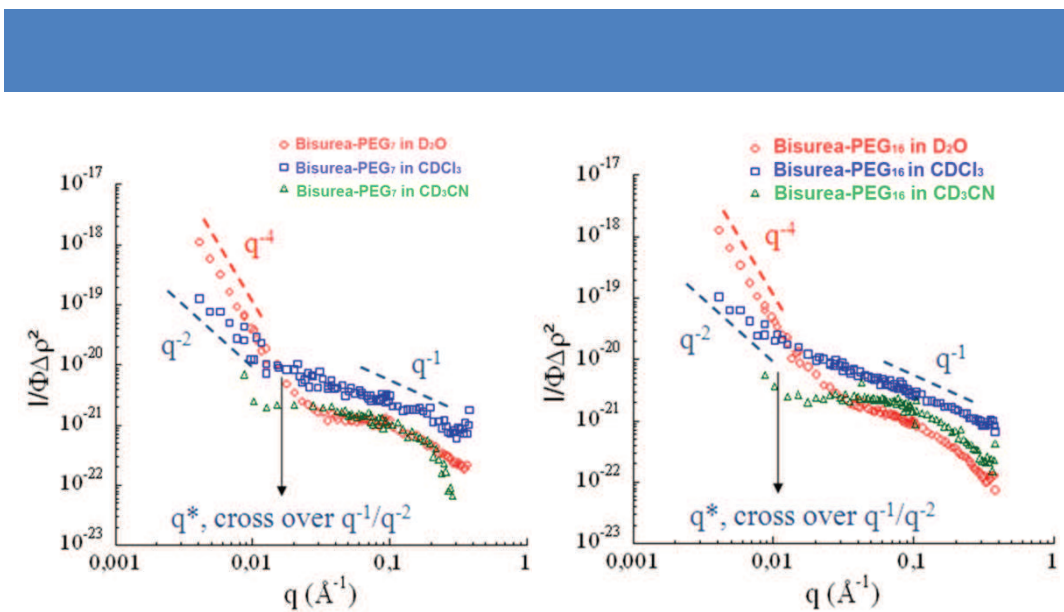 Bisurea-PEG₇ in D₂O
Bisurea-PEG₇ in CDCl₃
Bisurea-PEG₇ in CD₃CN
10⁻¹⁷
10⁻¹⁸
10⁻¹⁹
10⁻²⁰
10⁻²¹
10⁻²²
10⁻²³
I/ΦΔρ²
q⁻⁴
q⁻²
q⁻¹
q*, cross over q⁻¹/q⁻²
0,001
0,01
0,1
1
q (Å⁻¹)
Bisurea-PEG₁₆ in D₂O
Bisurea-PEG₁₆ in CDCl₃
Bisurea-PEG₁₆ in CD₃CN
10⁻¹⁷
10⁻¹⁸
10⁻¹⁹
10⁻²⁰
10⁻²¹
10⁻²²
10⁻²³
I/ΦΔρ²
q⁻⁴
q⁻²
q⁻¹
q*, cross over q⁻¹/q⁻²
0,001
0,01
0,1
1
q (Å⁻¹)